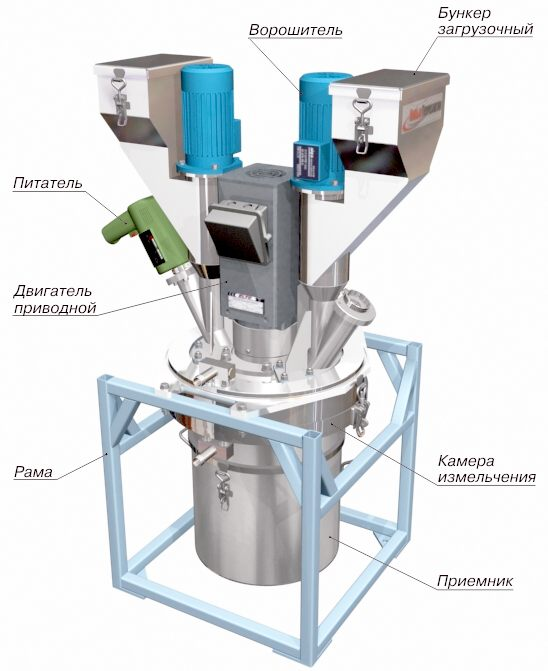 Ворошитель
Бункер
загрузочный
Питатель
Двигатель
приводной
Рама
Камера
измельчения
Приемник